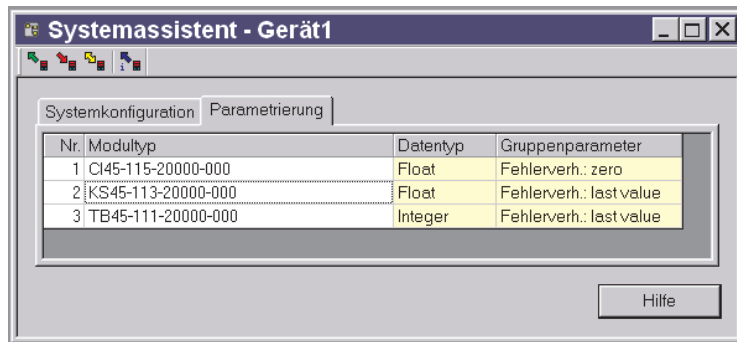 Systemassistent - Gerät1
Systemkonfiguration Parametrierung
Nr. Modultyp Datentyp Gruppenparameter
1 CI45-115-20000-000 Float Fehlerverh.: zero
2 KS45-113-20000-000 Float Fehlerverh.: last value
3 TB45-111-20000-000 Integer Fehlerverh.: last value
Hilfe